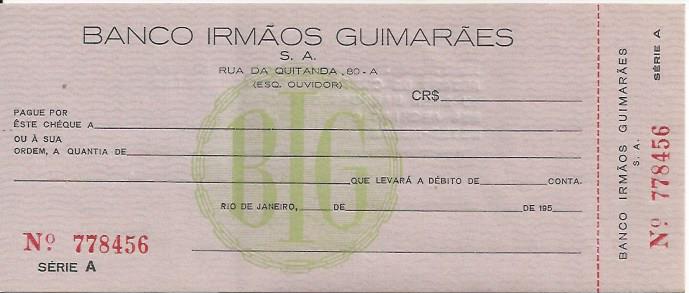 BANCO IRMÃOS GUIMARÃES
S. A.
RUA DA QUITANDA, 80-A
(ESQ. OUVIDOR)
CR$
PAGUE POR
ÊSTE CHÉQUE A
OU Á SUA
ORDEM, A QUANTIA DE
QUE LEVARÁ A DÉBITO DE CONTA.
RIO DE JANEIRO, DE DE 195
BIG
Nº 778456
SÉRIE A
BANCO IRMÃOS GUIMARÃES
S. A.
SÉRIE A
Nº 778456